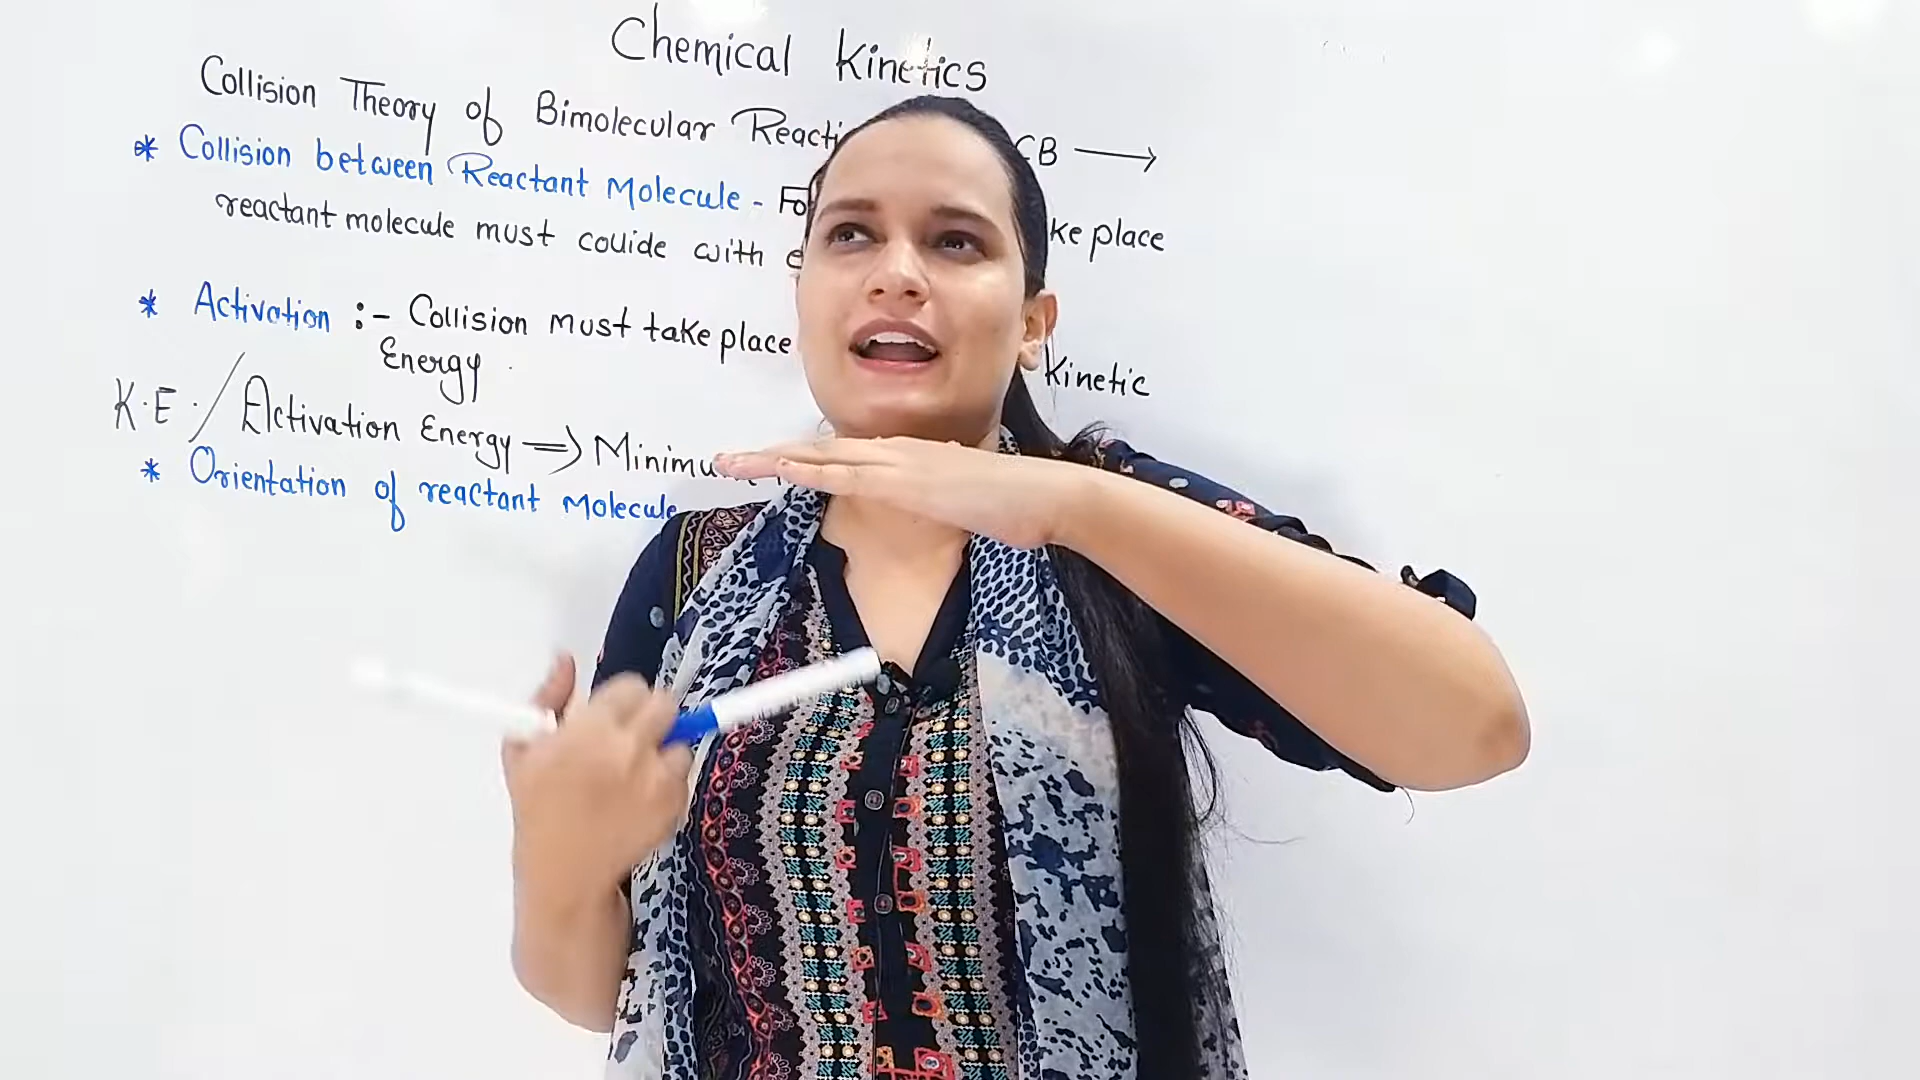 Chemical Kinetics
Collision Theory of Bimolecular Reacti CB ⟶
* Collision between Reactant Molecule - Fo ke place
reactant molecule must collide with e
* Activation :- Collision must take place Kinetic
Energy
K.E./Activation Energy ⇒ Minimu
* Orientation of reactant Molecule